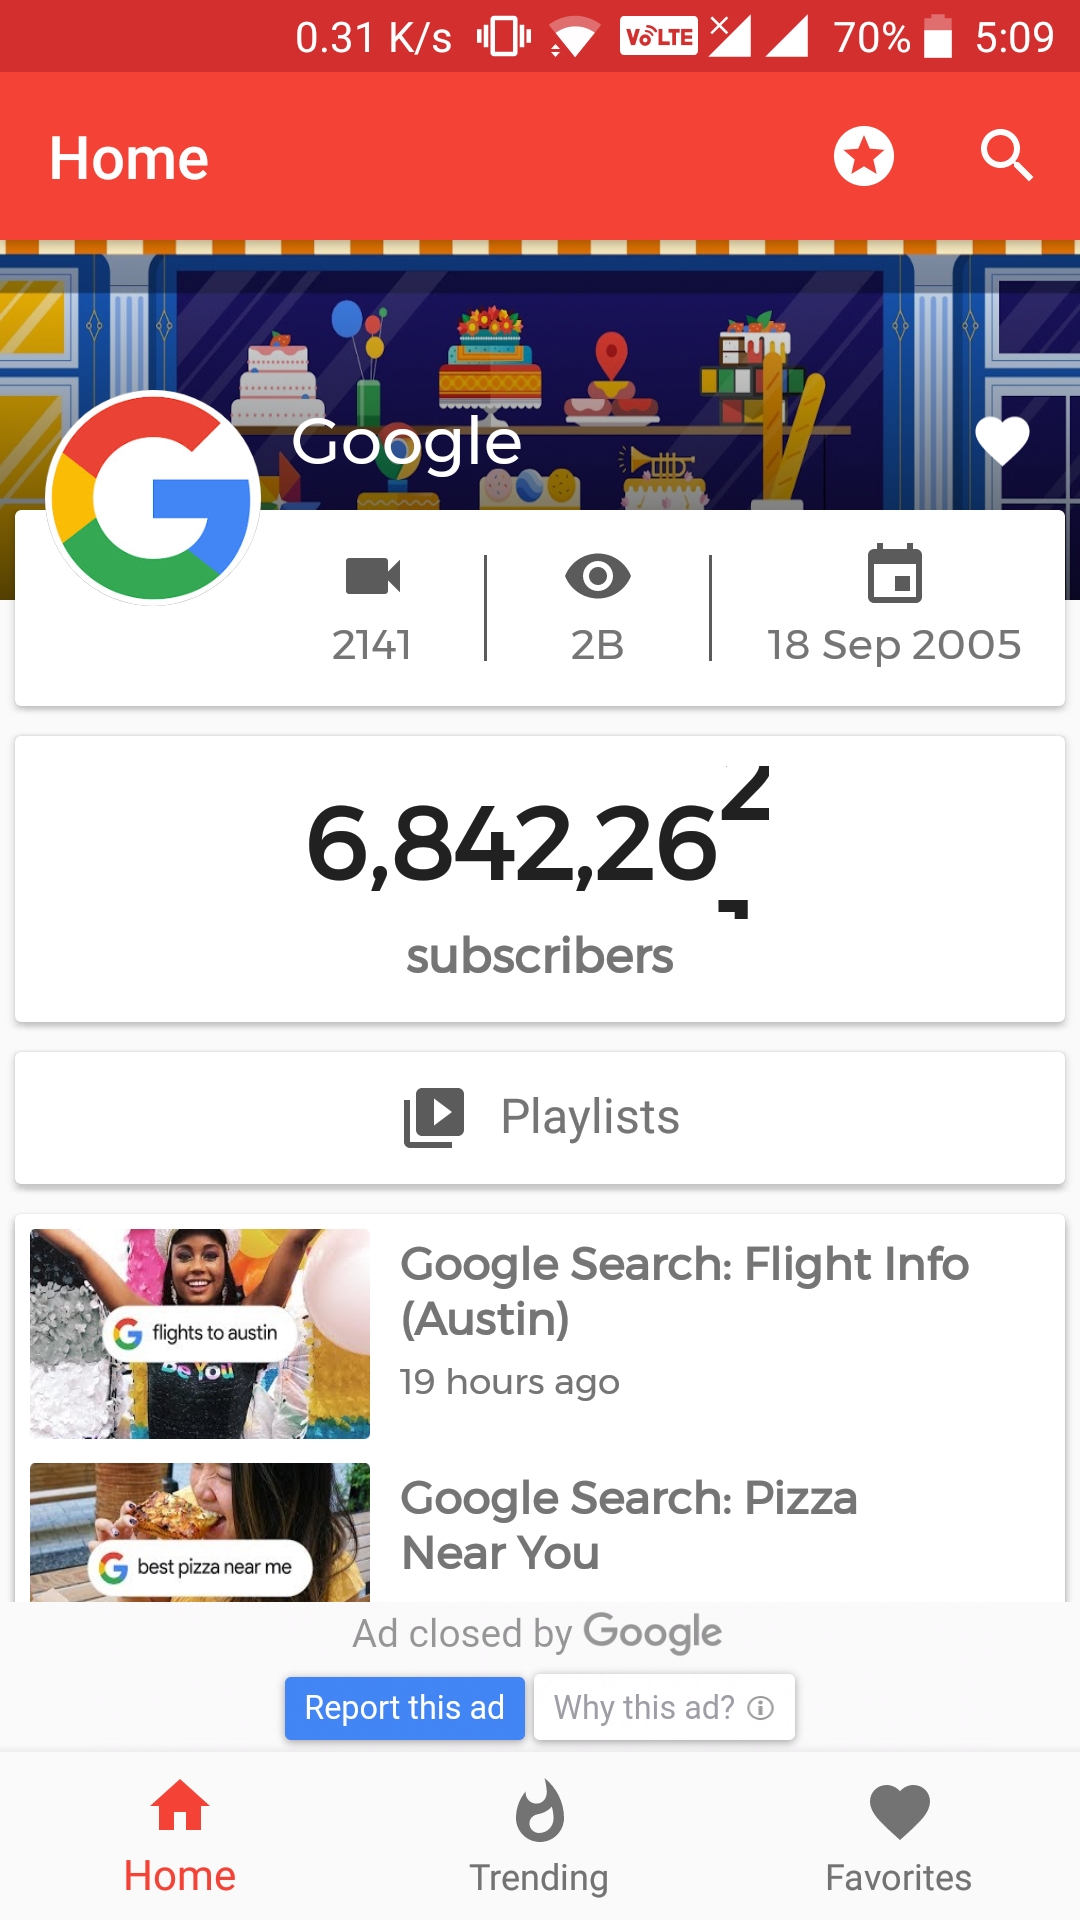 0.31 K/s VoLTE 70% 5:09
Home
Google
2141 2B 18 Sep 2005
6,842,26
subscribers
Playlists
Google Search: Flight Info
(Austin)
19 hours ago
flights to austin
Be You
Google Search: Pizza
Near You
best pizza near me
Ad closed by Google
Report this ad Why this ad?
Home Trending Favorites